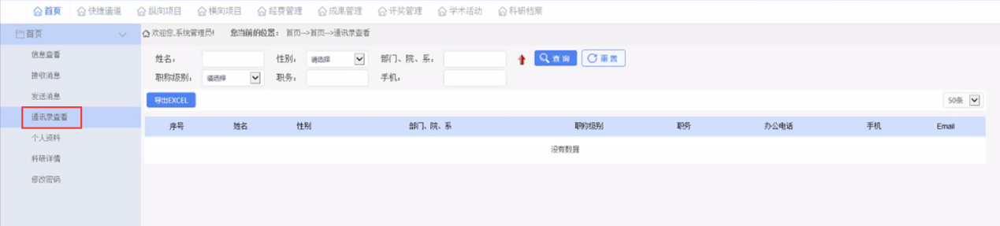 首页 快捷通道 纵向项目 横向项目 经费管理 成果管理 评奖管理 学术活动 科研档案
首页
欢迎您,系统管理员! 您当前的位置： 首页-->首页-->通讯录查看
信息查看
接收消息
发送消息
通讯录查看
个人资料
科研详情
修改密码
姓名： 性别： 请选择 部门、院、系： 查询 重置
职称级别： 请选择 职务： 手机：
导出EXCEL 50条
序号 姓名 性别 部门、院、系 职称级别 职务 办公电话 手机 Email
没有数据